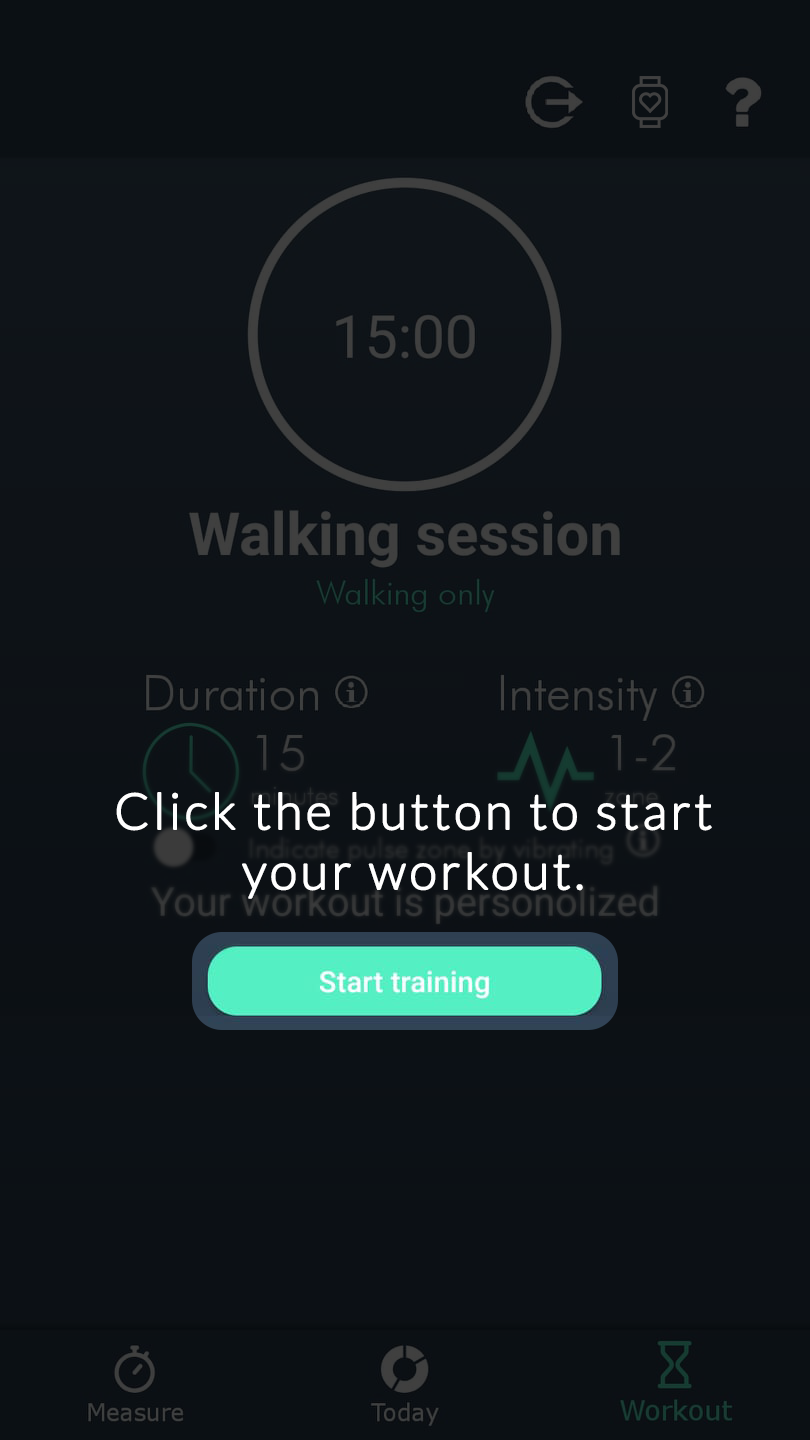 15:00
Walking session
Walking only
Duration
Intensity
15
1-2
minutes
zone
Click the button to start
your workout.
Indicate pulse zone by vibrating
Your workout is personolized
Start training
Measure
Today
Workout